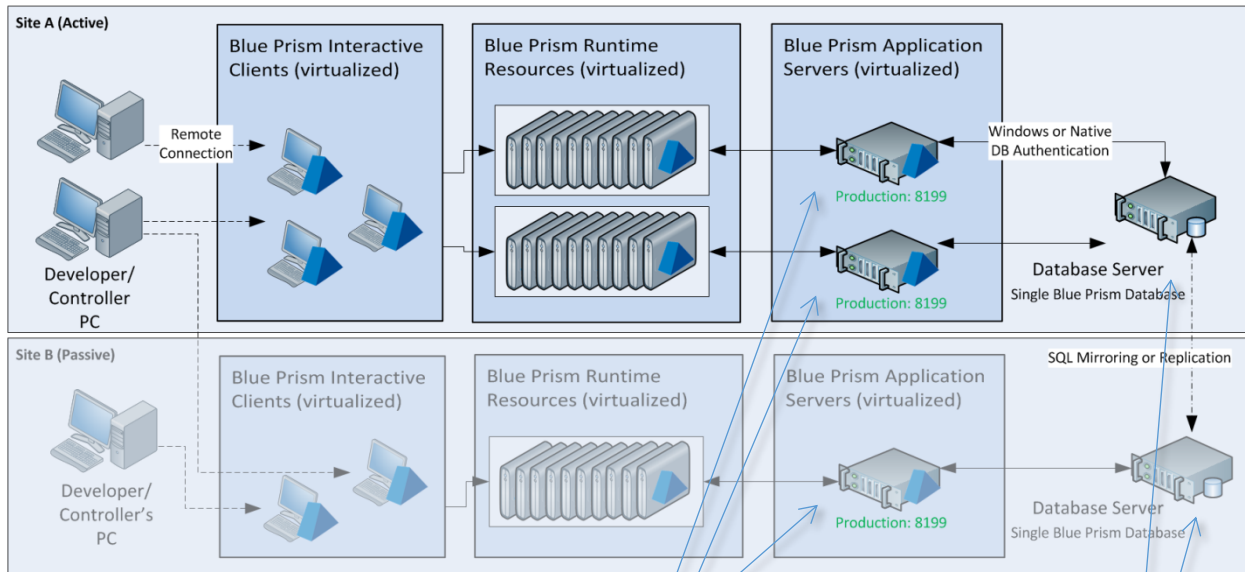 Site A (Active)
Blue Prism Interactive
Clients (virtualized)
Blue Prism Runtime
Resources (virtualized)
Blue Prism Application
Servers (virtualized)
Remote
Connection
Windows or Native
DB Authentication
Production: 8199
Developer/
Controller
PC
Production: 8199
Database Server
Single Blue Prism Database
Site B (Passive)
SQL Mirroring or Replication
Blue Prism Interactive
Clients (virtualized)
Blue Prism Runtime
Resources (virtualized)
Blue Prism Application
Servers (virtualized)
Developer/
Controller's
PC
Production: 8199
Database Server
Single Blue Prism Database